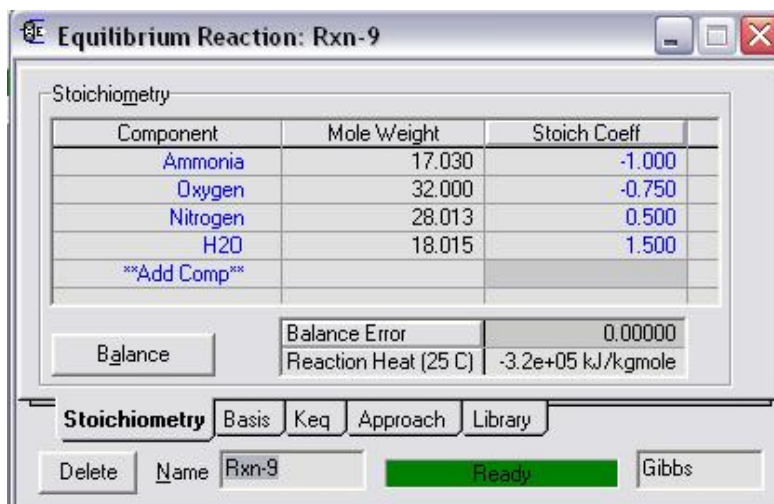 Equilibrium Reaction: Rxn-9
Stoichiometry
Component Mole Weight Stoich Coeff
Ammonia 17.030 -1.000
Oxygen 32.000 -0.750
Nitrogen 28.013 0.500
H2O 18.015 1.500
**Add Comp**
Balance
Balance Error 0.00000
Reaction Heat (25 C) -3.2e+05 kJ/kgmole
Stoichiometry Basis Keq Approach Library
Delete Name Rxn-9 Ready Gibbs